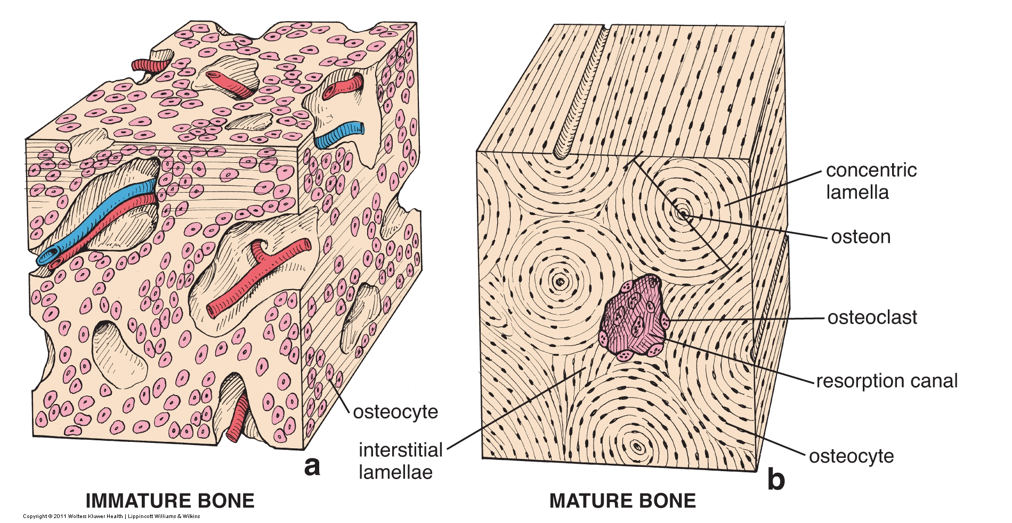 concentric
lamella
osteon
osteoclast
resorption canal
osteocyte
osteocyte
interstitial
lamellae
a
b
IMMATURE BONE
MATURE BONE
Copyright © 2011 Wolters Kluwer Health | Lippincott Williams & Wilkins